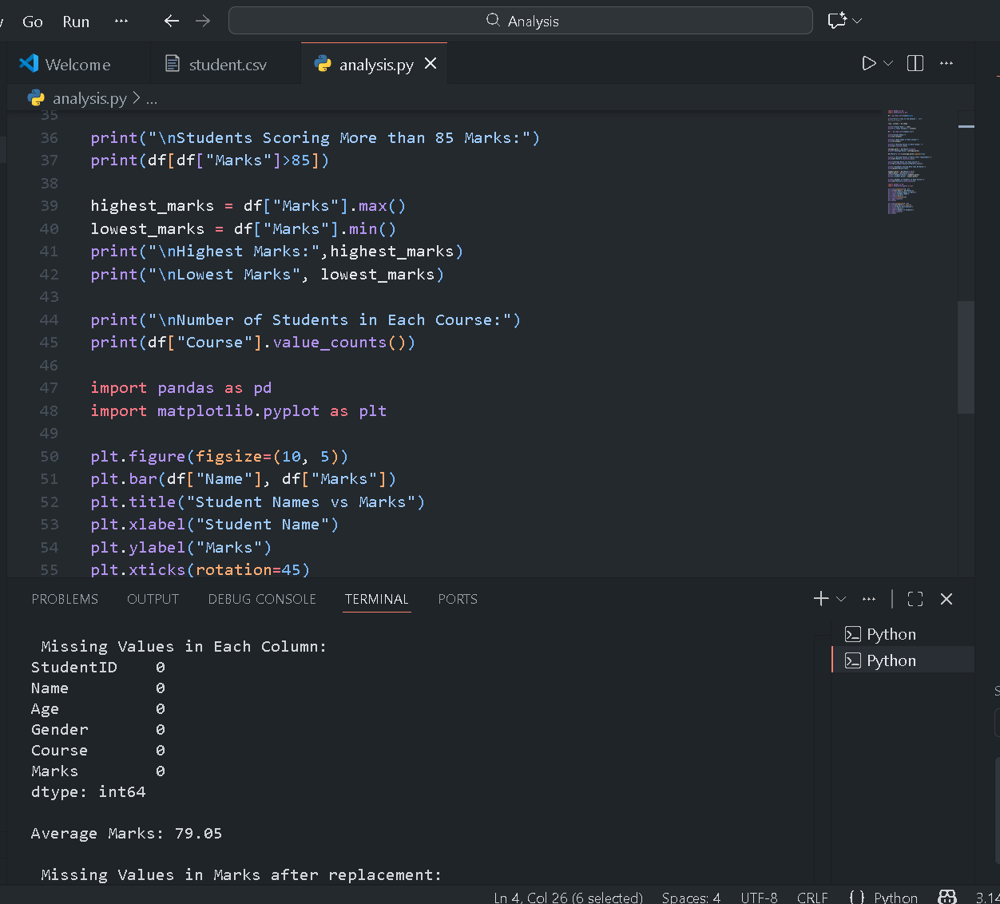 Go Run ... Analysis
Welcome student.csv analysis.py
analysis.py > ...
35
36 print("\nStudents Scoring More than 85 Marks:")
37 print(df[df["Marks"]>85])
38
39 highest_marks = df["Marks"].max()
40 lowest_marks = df["Marks"].min()
41 print("\nHighest Marks:",highest_marks)
42 print("\nLowest Marks", lowest_marks)
43
44 print("\nNumber of Students in Each Course:")
45 print(df["Course"].value_counts())
46
47 import pandas as pd
48 import matplotlib.pyplot as plt
49
50 plt.figure(figsize=(10, 5))
51 plt.bar(df["Name"], df["Marks"])
52 plt.title("Student Names vs Marks")
53 plt.xlabel("Student Name")
54 plt.ylabel("Marks")
55 plt.xticks(rotation=45)
PROBLEMS OUTPUT DEBUG CONSOLE TERMINAL PORTS
Python
Python
Missing Values in Each Column:
StudentID 0
Name 0
Age 0
Gender 0
Course 0
Marks 0
dtype: int64
Average Marks: 79.05
Missing Values in Marks after replacement:
Ln 4, Col 26 (6 selected) Spaces: 4 UTF-8 CRLF {} Python 3.14